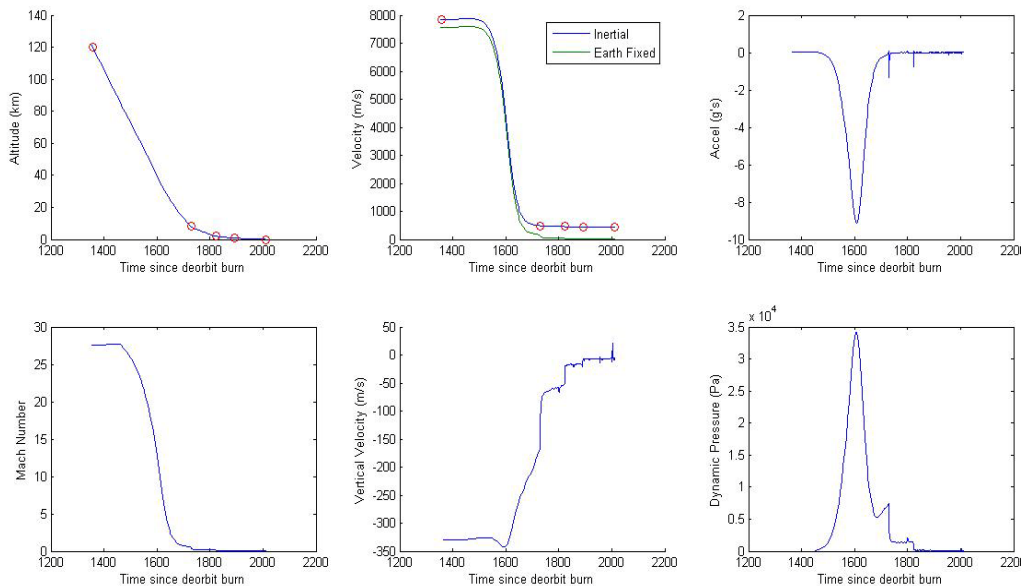 140
120
100
80
60
40
20
0
Altitude (km)
1200 1400 1600 1800 2000 2200
Time since deorbit burn
8000
7000
6000
5000
4000
3000
2000
1000
0
Velocity (m/s)
Inertial
Earth Fixed
1200 1400 1600 1800 2000 2200
Time since deorbit burn
2
0
-2
-4
-6
-8
-10
Accel (g's)
1200 1400 1600 1800 2000 2200
Time since deorbit burn
30
25
20
15
10
5
0
Mach Number
1200 1400 1600 1800 2000 2200
Time since deorbit burn
50
0
-50
-100
-150
-200
-250
-300
-350
Vertical Velocity (m/s)
1200 1400 1600 1800 2000 2200
Time since deorbit burn
x 10^4
3.5
3
2.5
2
1.5
1
0.5
0
Dynamic Pressure (Pa)
1200 1400 1600 1800 2000 2200
Time since deorbit burn